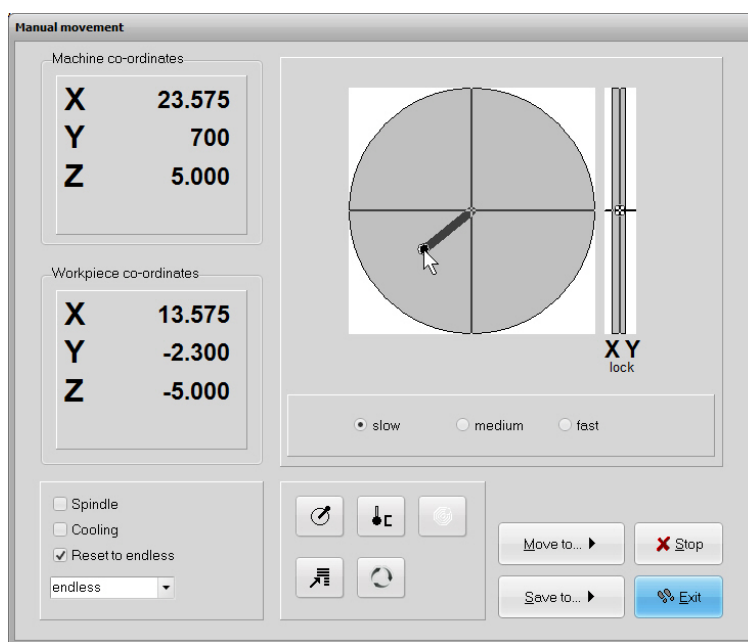 Manual movement
Machine co-ordinates
X 23.575
Y 700
Z 5.000
Workpiece co-ordinates
X 13.575
Y -2.300
Z -5.000
X Y
lock
slow medium fast
Spindle
Cooling
Reset to endless
endless
Move to...
Stop
Save to...
Exit